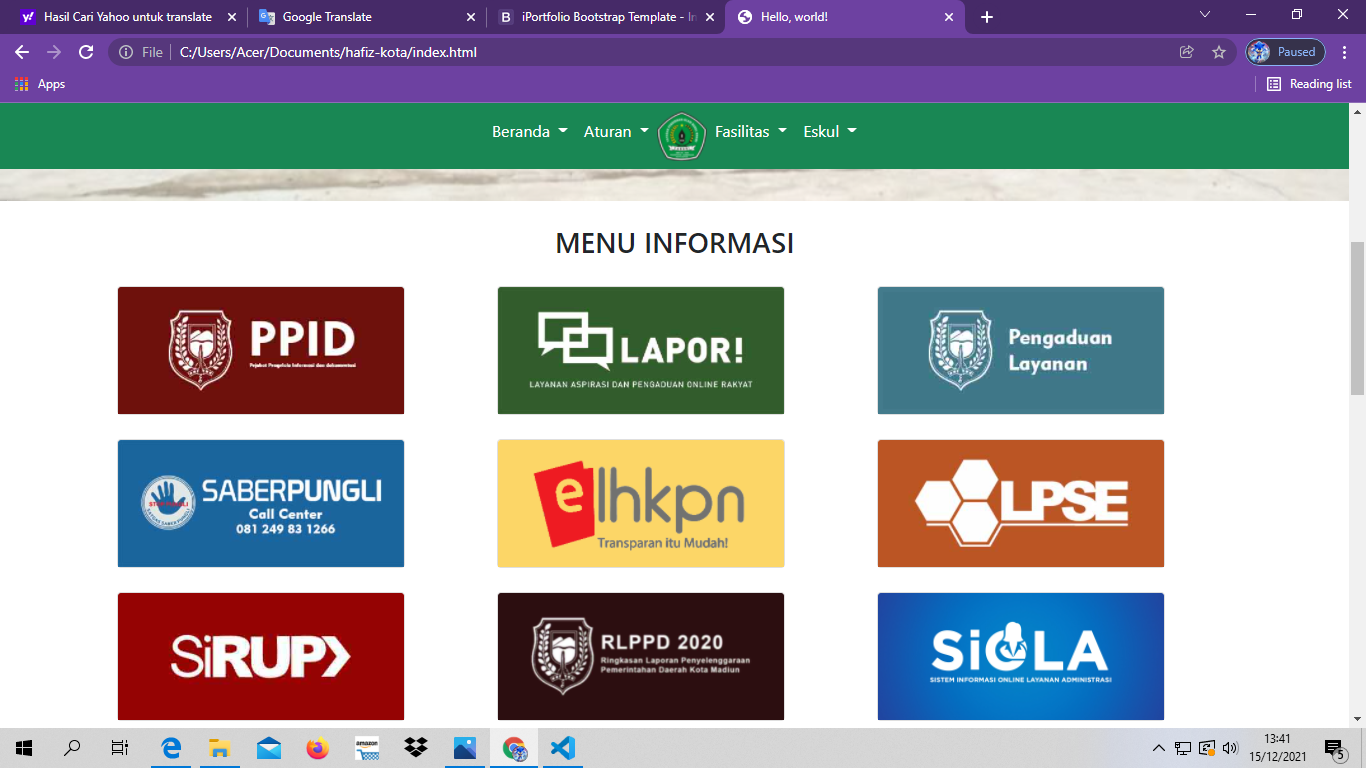 Hasil Cari Yahoo untuk translate
Google Translate
iPortfolio Bootstrap Template - In
Hello, world!
File
C:/Users/Acer/Documents/hafiz-kota/index.html
Paused
Apps
Reading list
Beranda
Aturan
Fasilitas
Eskul
MENU INFORMASI
PPID
Pejabat Pengelola Informasi dan dokumentasi
LAPOR!
LAYANAN ASPIRASI DAN PENGADUAN ONLINE RAKYAT
Pengaduan
Layanan
SABERPUNGLI
Call Center
081 249 83 1266
elhkpn
Transparan itu Mudah!
LPSE
SiRUP
RLPPD 2020
Ringkasan Laporan Penyelenggaraan
Pemerintahan Daerah Kota Madiun
SiOLA
SISTEM INFORMASI ONLINE LAYANAN ADMINISTRASI
amazon
13:41
15/12/2021
5